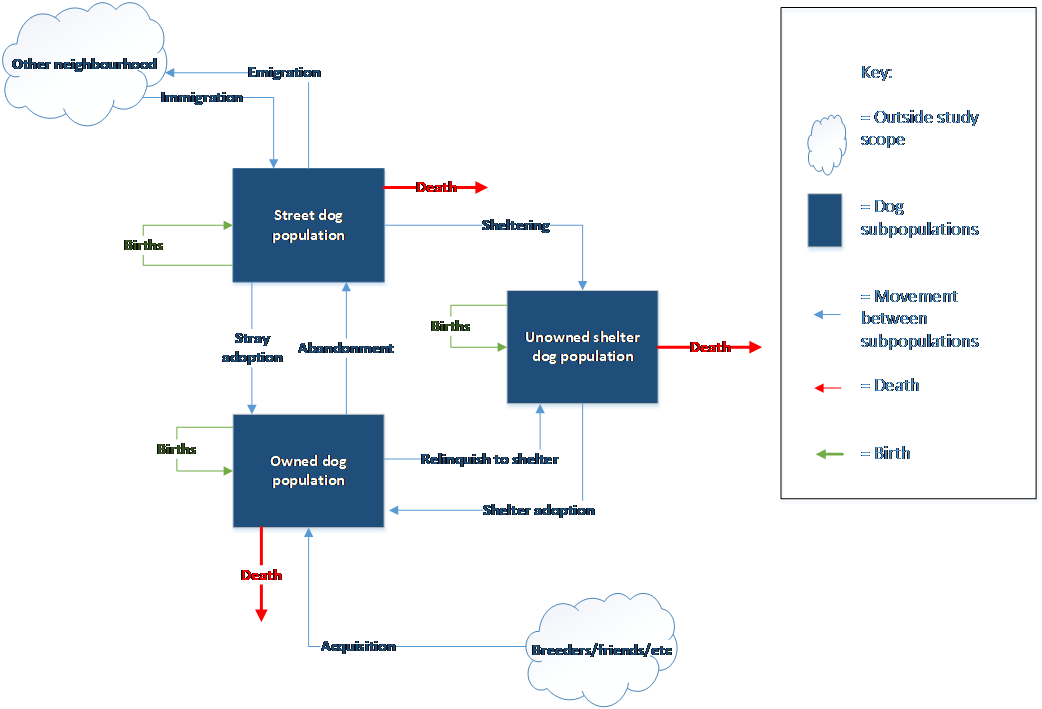 Other neighbourhood
Emigration
Immigration
Street dog
population
Death
Births
Sheltering
Stray
adoption
Abandonment
Births
Unowned shelter
dog population
Death
Births
Owned dog
population
Relinquish to shelter
Shelter adoption
Death
Acquisition
Breeders/friends/etc
Key:
= Outside study
scope
= Dog
subpopulations
= Movement
between
subpopulations
= Death
= Birth